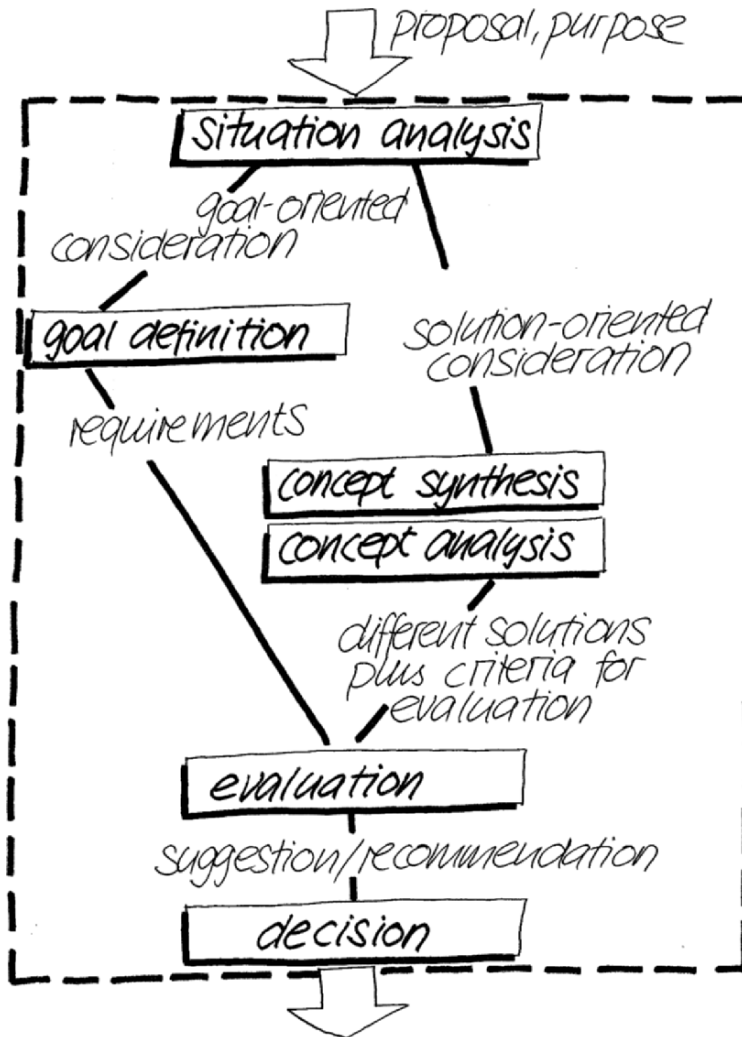 proposal, purpose
situation analysis
goal-oriented
consideration
goal definition
solution-oriented
consideration
requirements
concept synthesis
concept analysis
different solutions
plus criteria for
evaluation
evaluation
suggestion/recommendation
decision